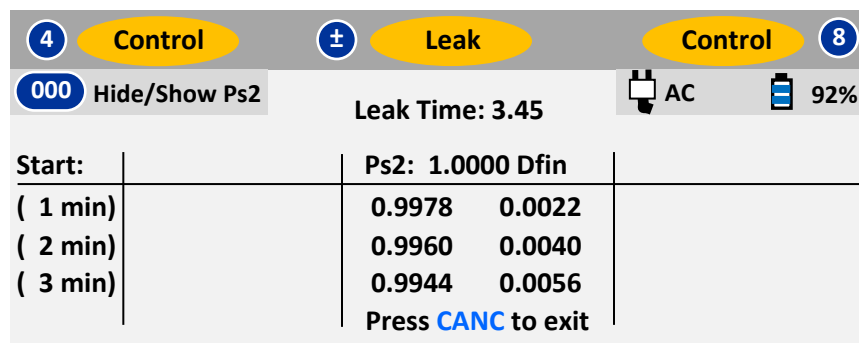 4 Control ± Leak Control 8
000 Hide/Show Ps2 Leak Time: 3.45 AC 92%
Start: Ps2: 1.0000 Dfin
( 1 min) 0.9978 0.0022
( 2 min) 0.9960 0.0040
( 3 min) 0.9944 0.0056
Press CANC to exit